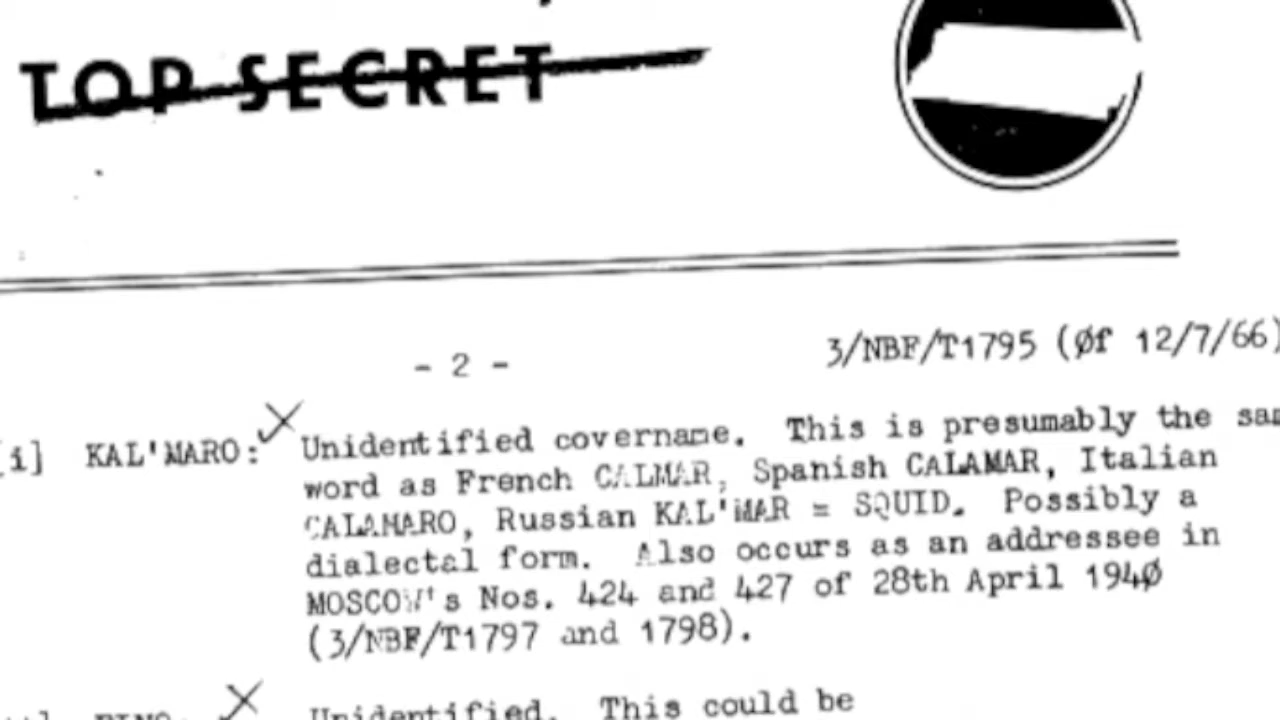 TOP SECRET
- 2 -
3/NBF/T1795 (Øf 12/7/66)
[i] KAL'MARO: Unidentified covername. This is presumably the
word as French CALMAR, Spanish CALAMAR, Italian
CALAMARO, Russian KAL'MAR = SQUID. Possibly a
dialectal form. Also occurs as an addressee in
MOSCOW's Nos. 424 and 427 of 28th April 194Ø
(3/NBF/T1797 and 1798).
Unidentified. This could be